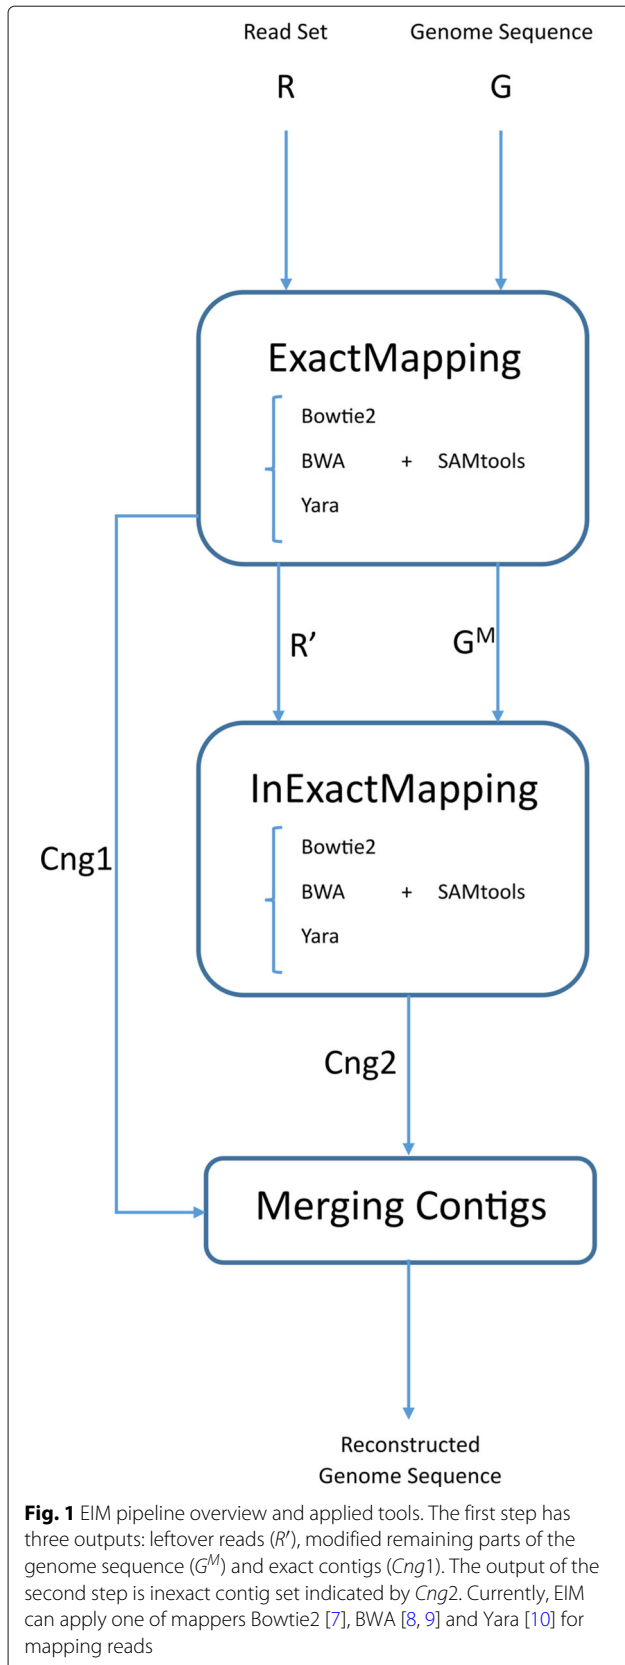 Read Set Genome Sequence
R G
ExactMapping
Bowtie2
BWA + SAMtools
Yara
R’ G^M
InExactMapping
Bowtie2
BWA + SAMtools
Yara
Cng1
Cng2
Merging Contigs
Reconstructed
Genome Sequence
Fig. 1 EIM pipeline overview and applied tools. The first step has
three outputs: leftover reads (R′), modified remaining parts of the
genome sequence (G^M) and exact contigs (Cng1). The output of the
second step is inexact contig set indicated by Cng2. Currently, EIM
can apply one of mappers Bowtie2 [7], BWA [8, 9] and Yara [10] for
mapping reads